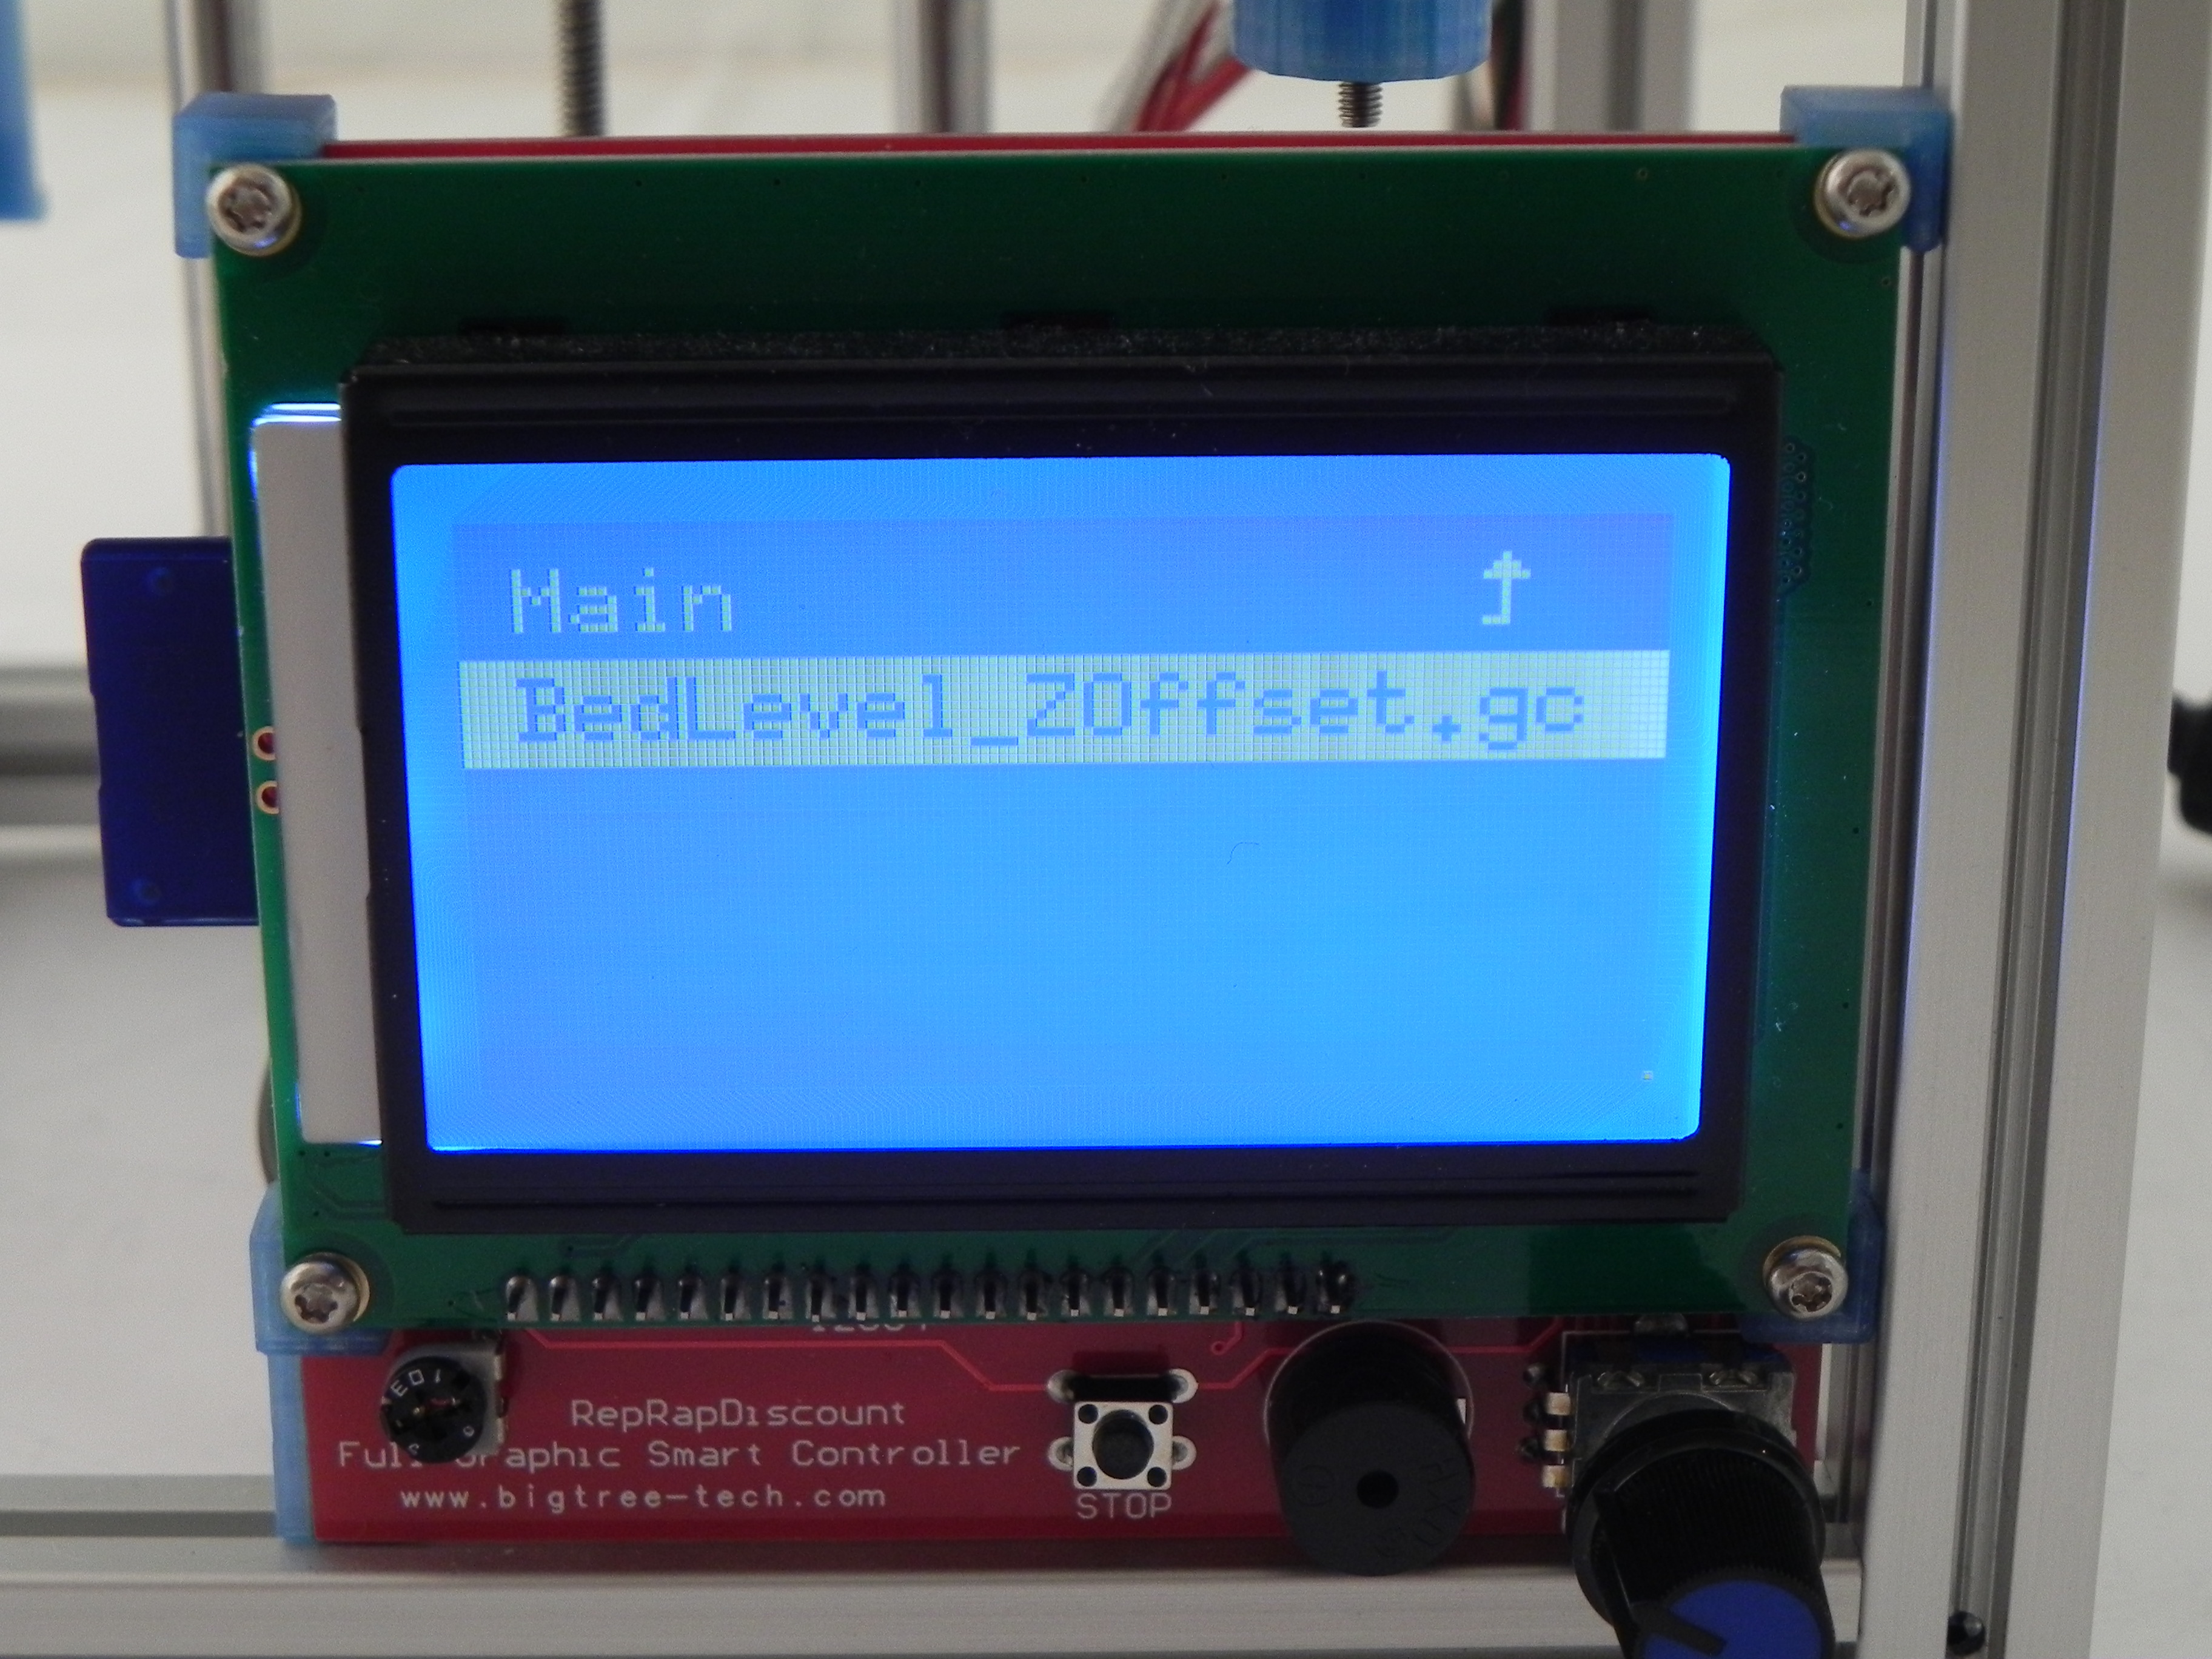 Main
BedLevel_ZOffset.gc
RepRapDiscount
Full Graphic Smart Controller
www.bigtree-tech.com
STOP